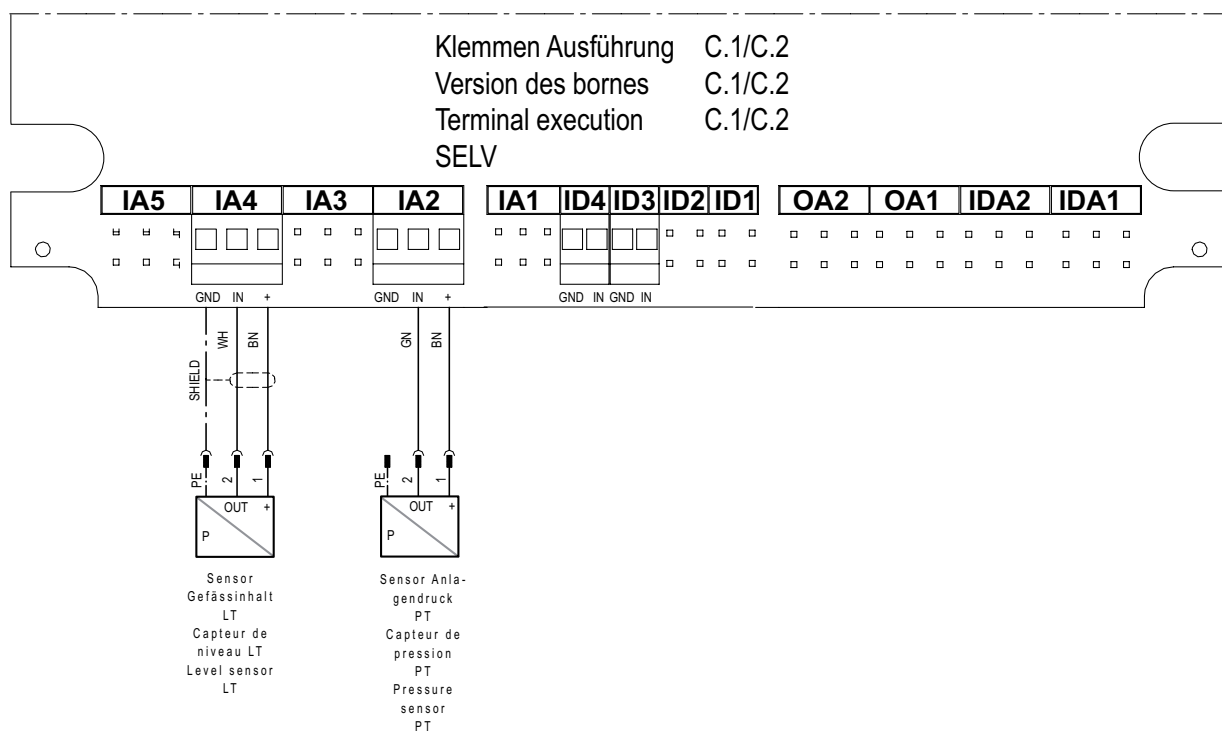 Klemmen Ausführung C.1/C.2
Version des bornes C.1/C.2
Terminal execution C.1/C.2
SELV
IA5 IA4 IA3 IA2 IA1 ID4 ID3 ID2 ID1 OA2 OA1 IDA2 IDA1
GND IN + GND IN + GND IN GND IN
SHIELD WH BN GN BN
PE 2 1 PE 2 1
OUT + OUT +
P P
Sensor
Gefässinhalt
LT
Capteur de
niveau LT
Level sensor
LT
Sensor Anla-
gendruck
PT
Capteur de
pression
PT
Pressure
sensor
PT